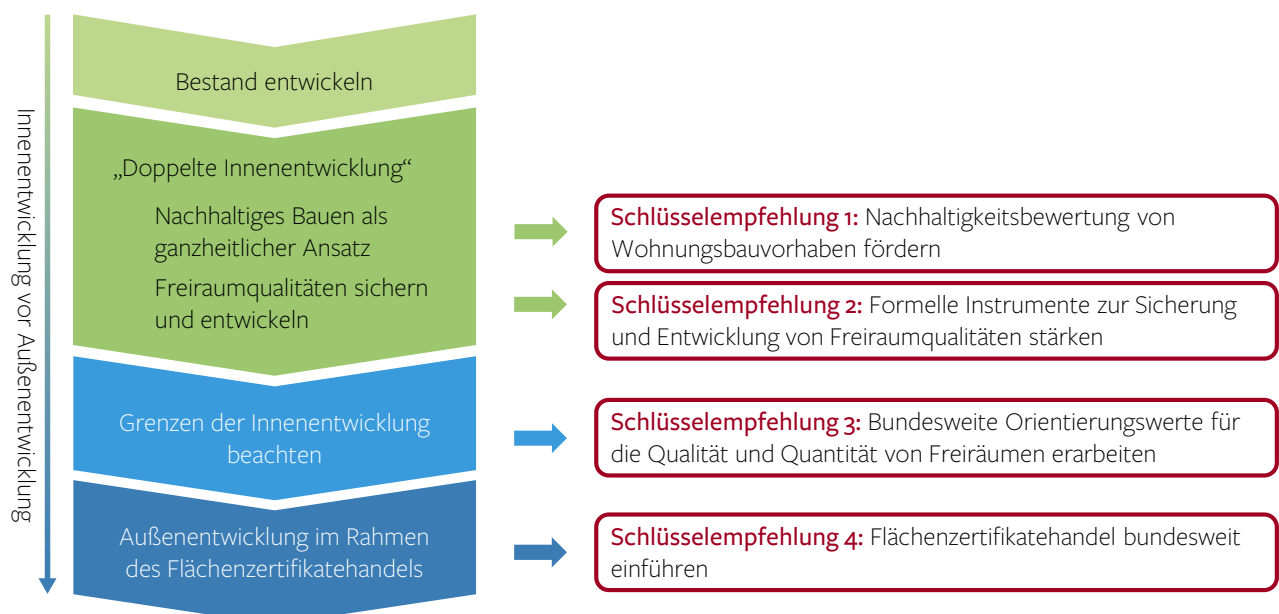 Innenentwicklung vor Außenentwicklung
Bestand entwickeln
„Doppelte Innenentwicklung“
Nachhaltiges Bauen als
ganzheitlicher Ansatz
Freiraumqualitäten sichern
und entwickeln
Schlüsselempfehlung 1: Nachhaltigkeitsbewertung von
Wohnungsbauvorhaben fördern
Schlüsselempfehlung 2: Formelle Instrumente zur Sicherung
und Entwicklung von Freiraumqualitäten stärken
Grenzen der Innenentwicklung
beachten
Schlüsselempfehlung 3: Bundesweite Orientierungswerte für
die Qualität und Quantität von Freiräumen erarbeiten
Außenentwicklung im Rahmen
des Flächenzertifikatehandels
Schlüsselempfehlung 4: Flächenzertifikatehandel bundesweit
einführen